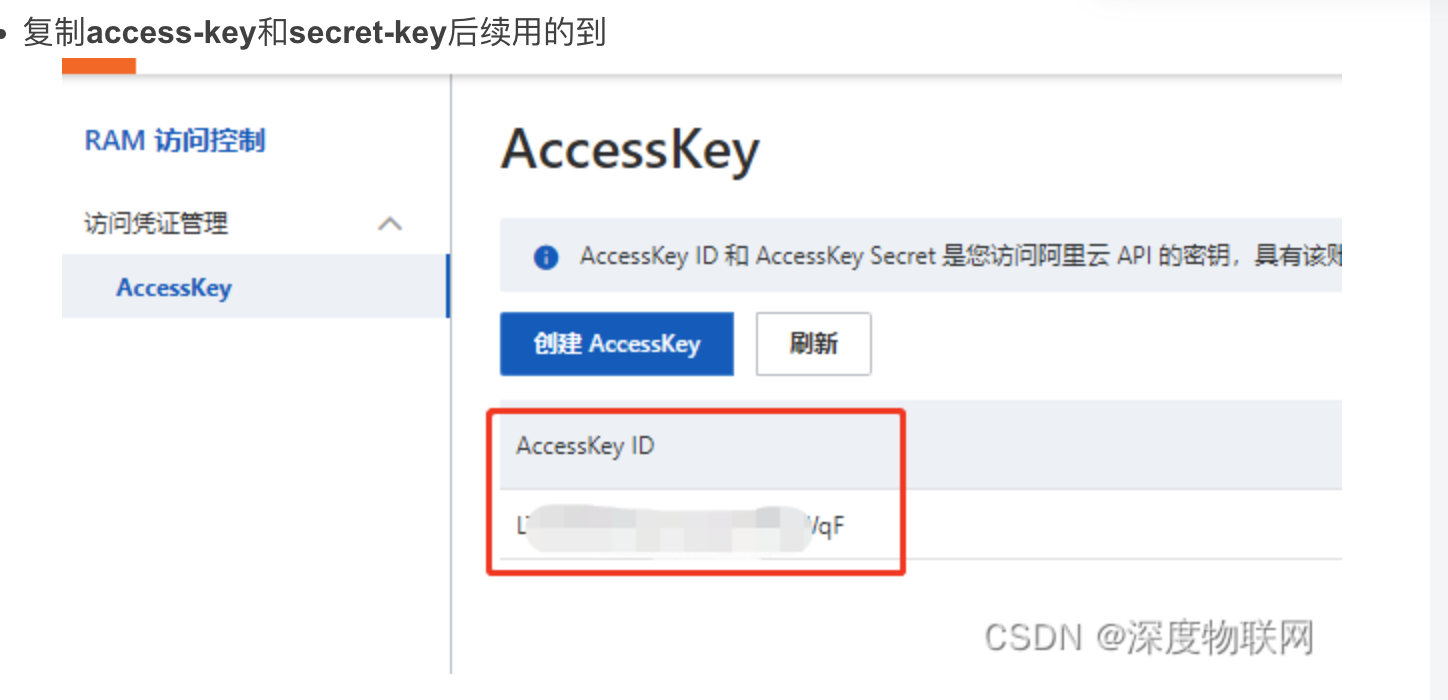 复制access-key和secret-key后续用的到
RAM 访问控制
访问凭证管理
AccessKey
AccessKey
AccessKey ID 和 AccessKey Secret 是您访问阿里云 API 的密钥，具有该账
创建 AccessKey
刷新
AccessKey ID
CSDN @深度物联网